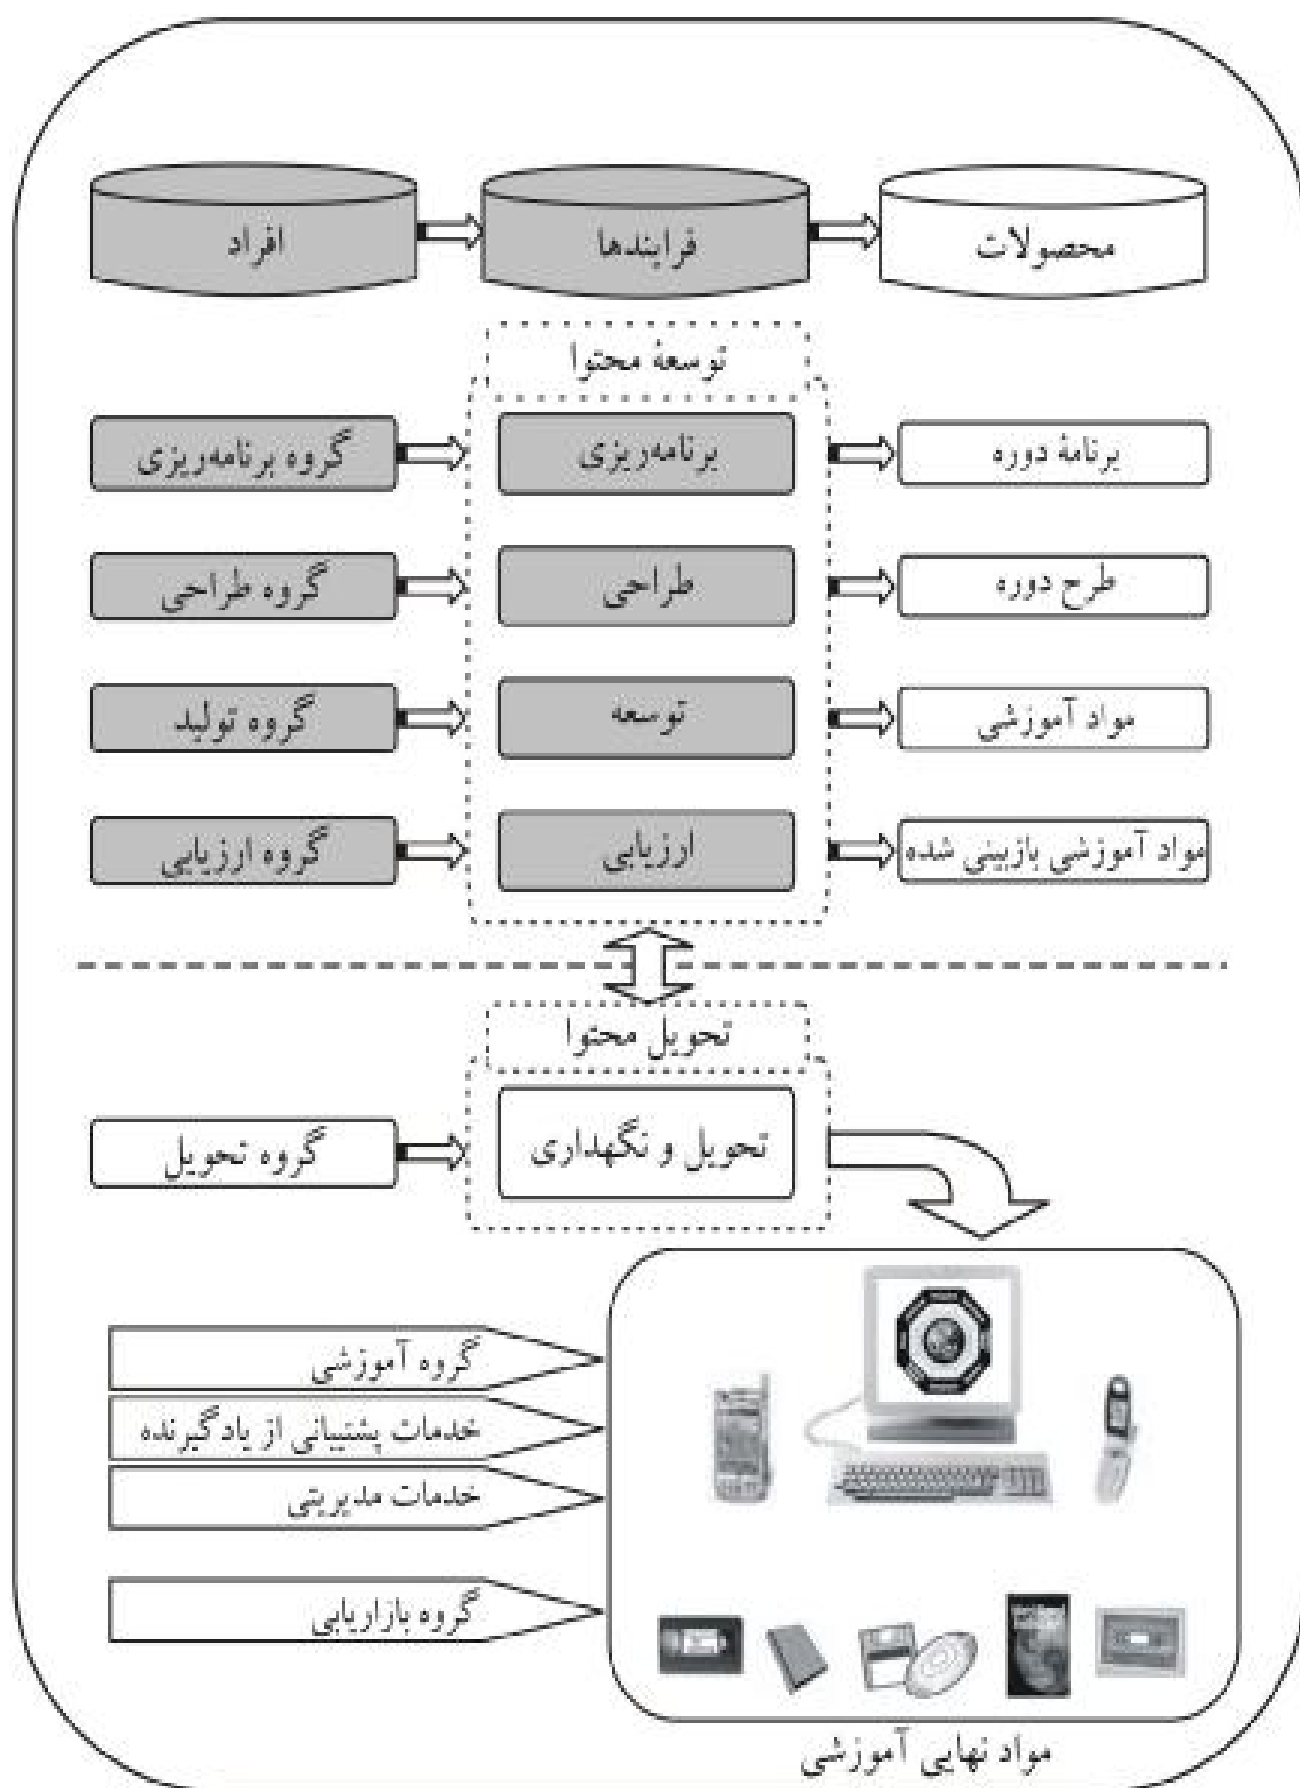 افراد
فرایندها
محصولات
توسعهٔ محتوا
گروه برنامه‌ریزی
برنامه‌ریزی
برنامهٔ دوره
گروه طراحی
طراحی
طرح دوره
گروه تولید
توسعه
مواد آموزشی
گروه ارزیابی
ارزیابی
مواد آموزشی بازبینی شده
تحویل محتوا
گروه تحویل
تحویل و نگهداری
گروه آموزشی
خدمات پشتیبانی از یادگیرنده
خدمات مدیریتی
گروه بازاریابی
مواد نهایی آموزشی